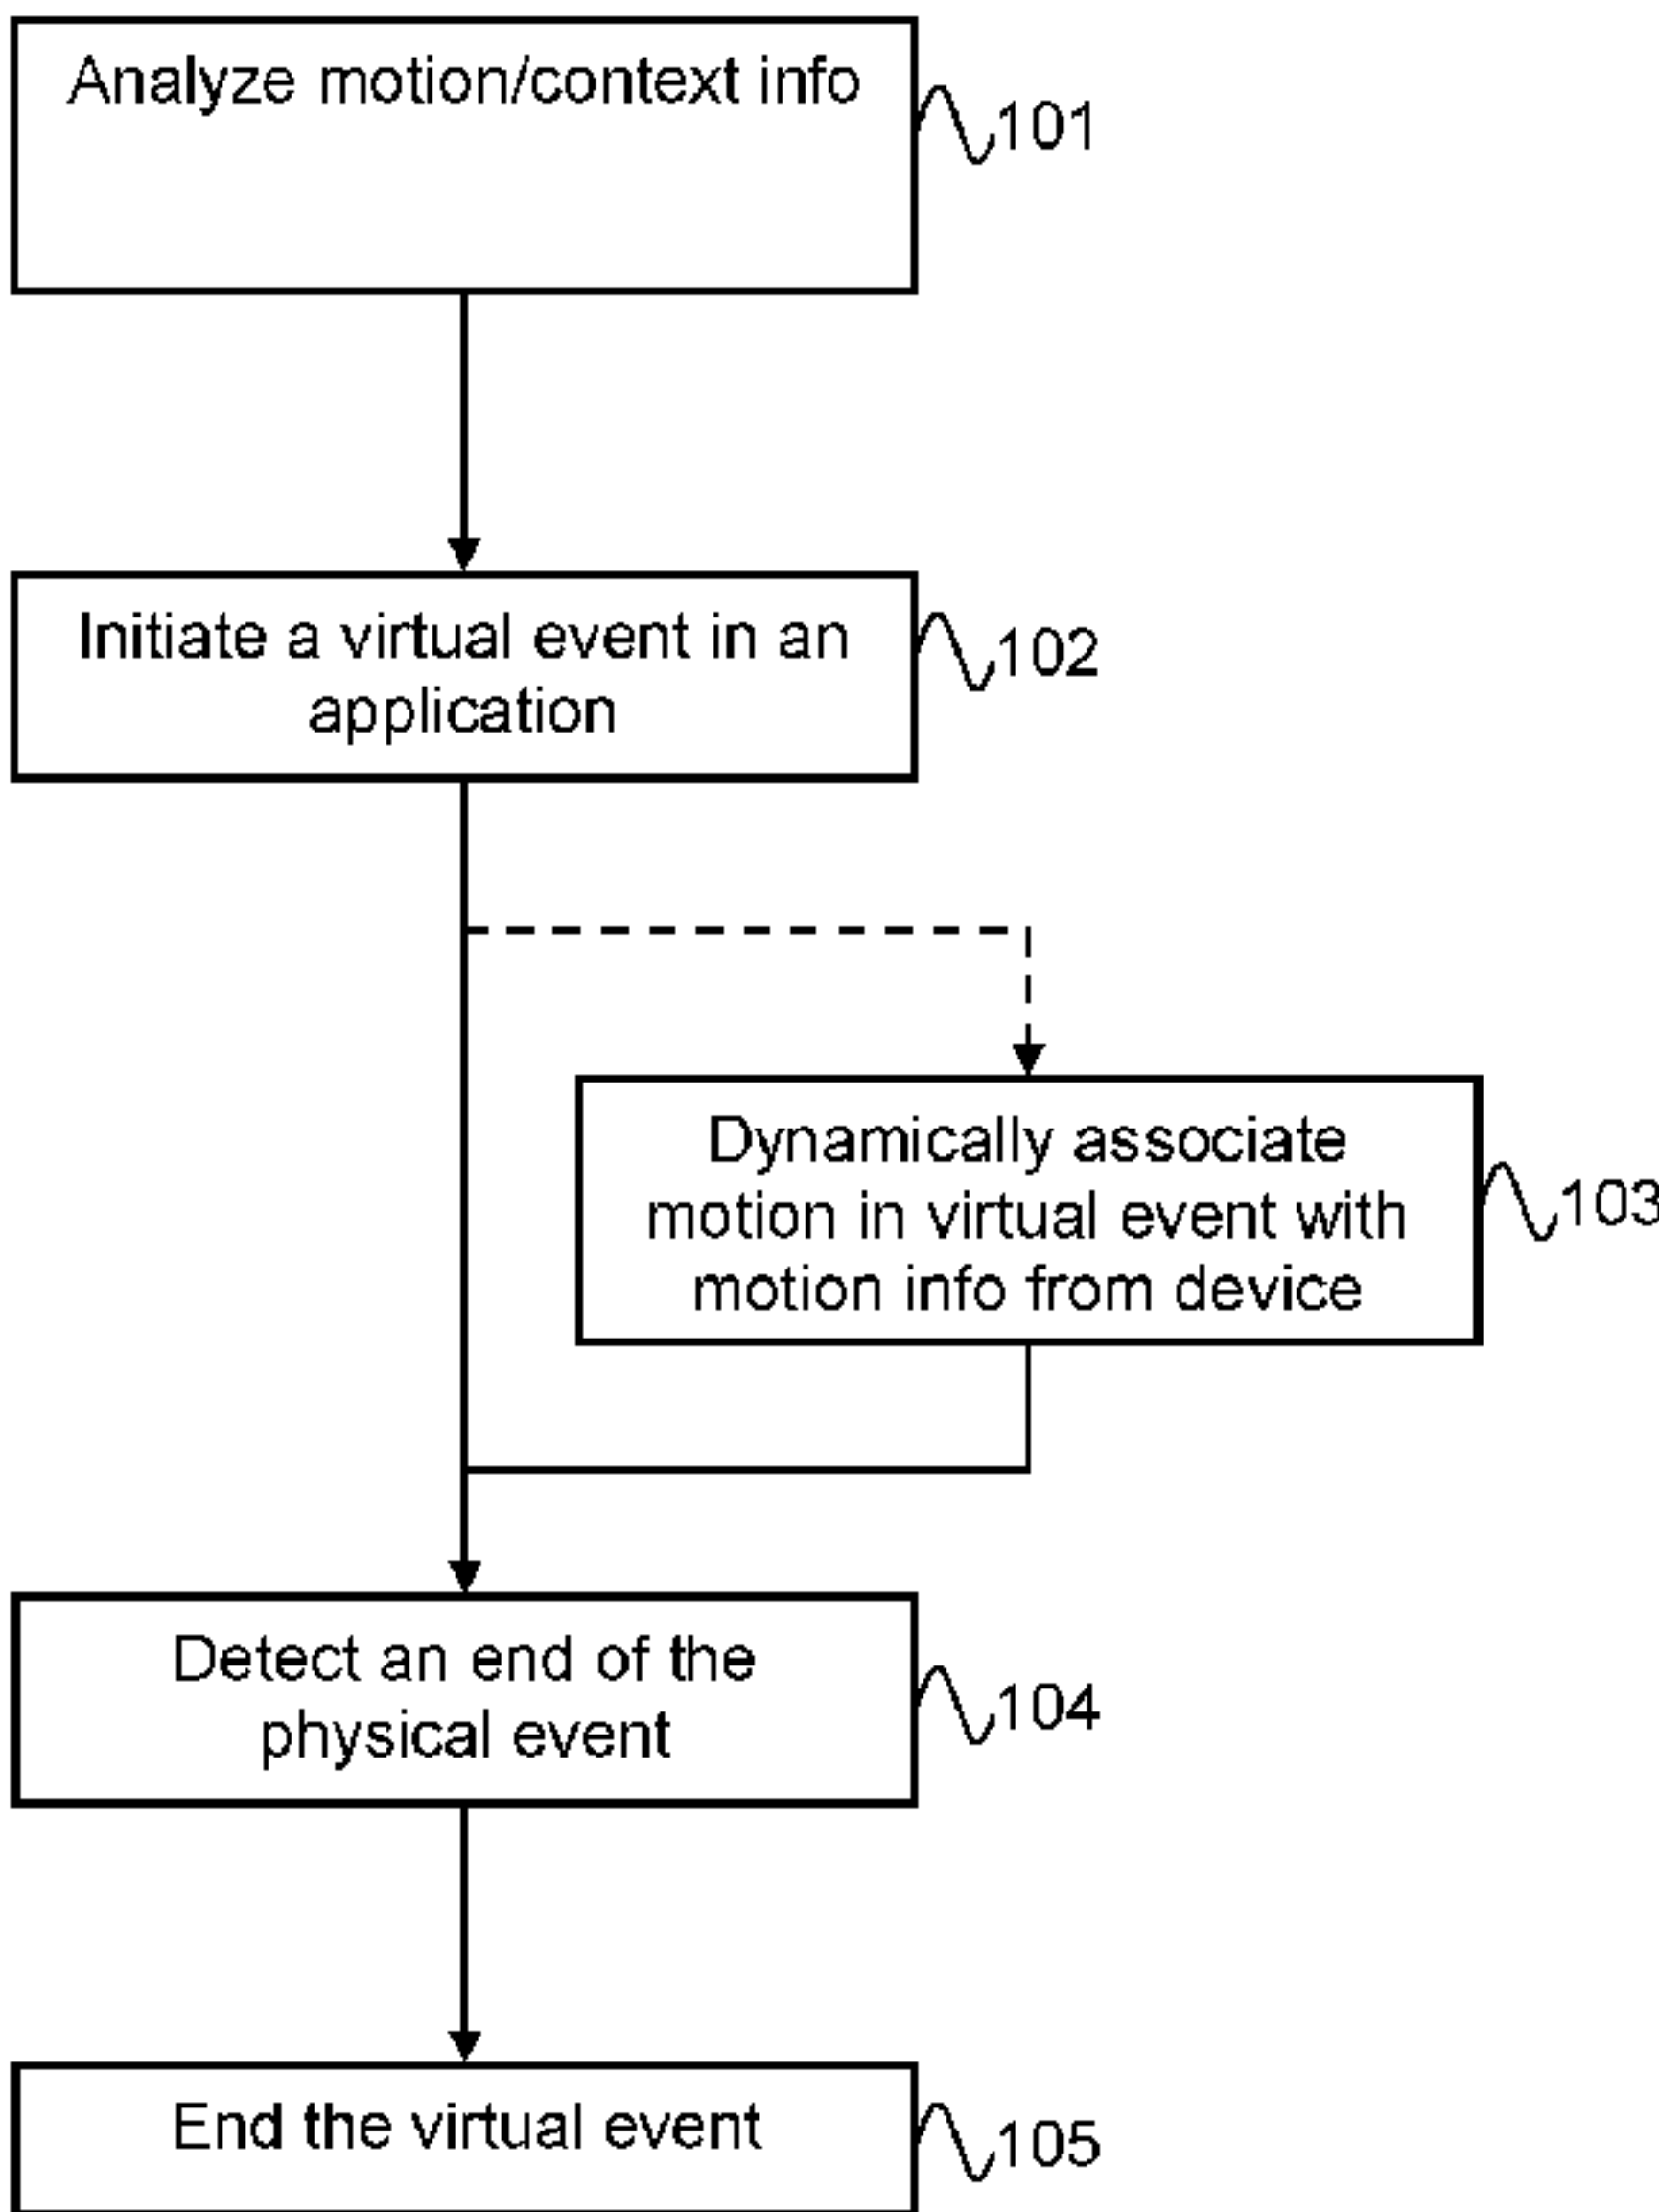 Analyze motion/context info
101
Initiate a virtual event in an
application
102
Dynamically associate
motion in virtual event with
motion info from device
103
Detect an end of the
physical event
104
End the virtual event
105